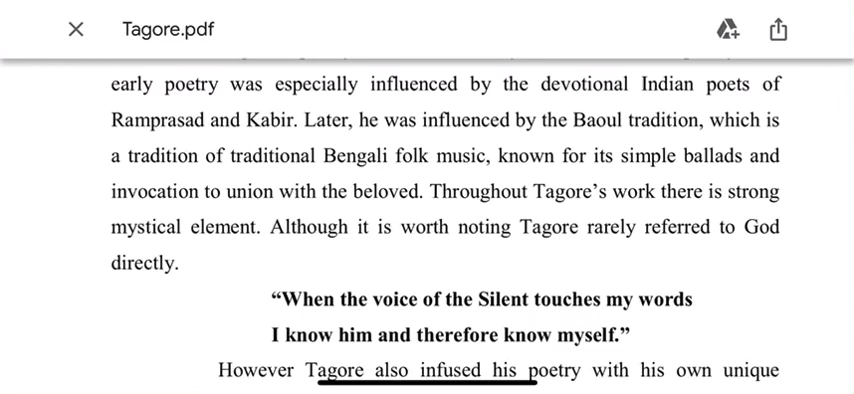 Tagore.pdf
early poetry was especially influenced by the devotional Indian poets of
Ramprasad and Kabir. Later, he was influenced by the Baoul tradition, which is
a tradition of traditional Bengali folk music, known for its simple ballads and
invocation to union with the beloved. Throughout Tagore’s work there is strong
mystical element. Although it is worth noting Tagore rarely referred to God
directly.
“When the voice of the Silent touches my words
I know him and therefore know myself.”
However Tagore also infused his poetry with his own unique